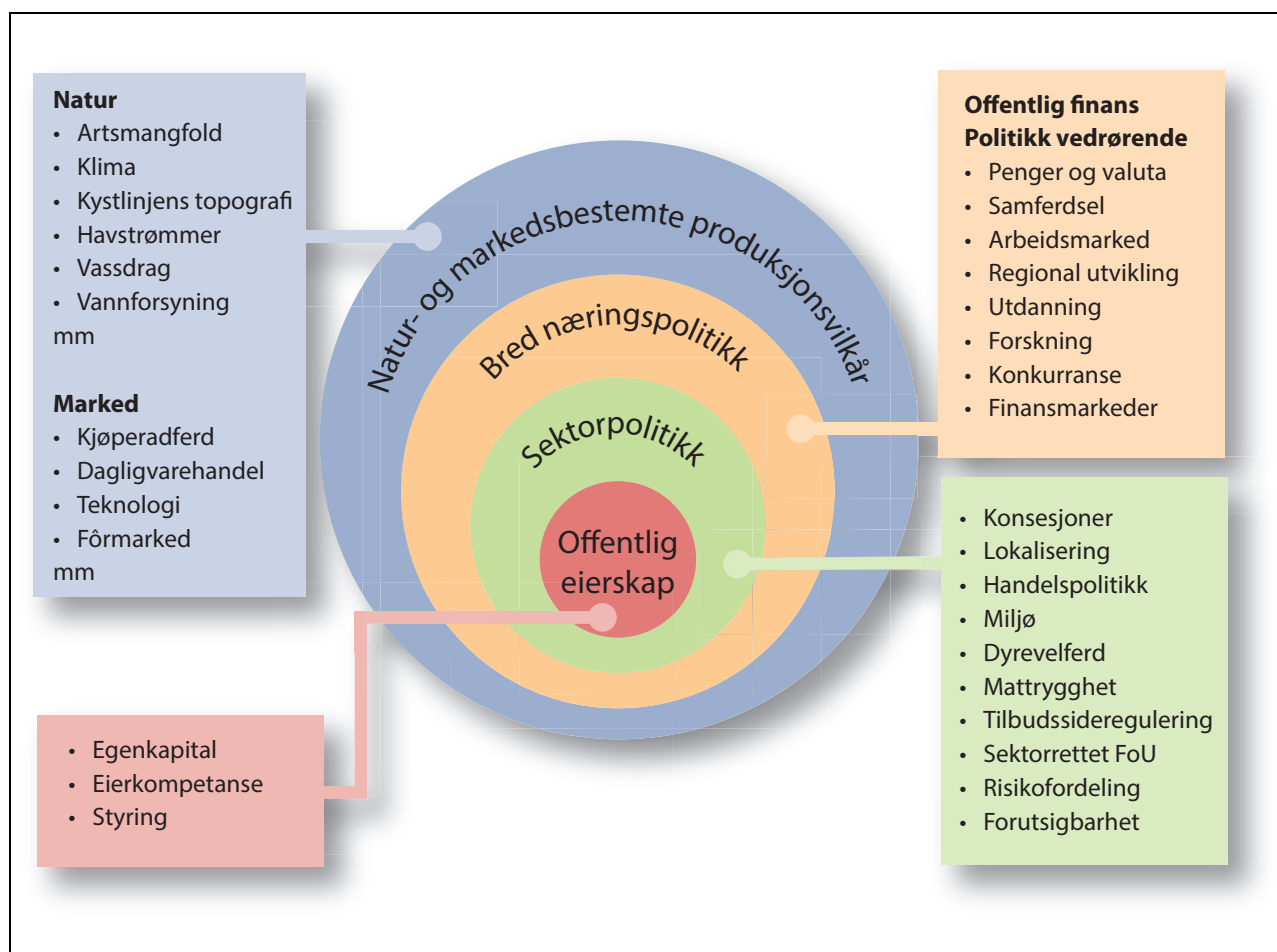 Natur
• Artsmangfold
• Klima
• Kystlinjens topografi
• Havstrømmer
• Vassdrag
• Vannforsyning
mm
Marked
• Kjøperadferd
• Dagligvarehandel
• Teknologi
• Fôrmarked
mm
Natur- og markedsbestemte produksjonsvilkår
Bred næringspolitikk
Sektorpolitikk
Offentlig
eierskap
Offentlig finans
Politikk vedrørende
• Penger og valuta
• Samferdsel
• Arbeidsmarked
• Regional utvikling
• Utdanning
• Forskning
• Konkurranse
• Finansmarkeder
• Konsesjoner
• Lokalisering
• Handelspolitikk
• Miljø
• Dyrevelferd
• Mattrygghet
• Tilbudssideregulering
• Sektorrettet FoU
• Risikofordeling
• Forutsigbarhet
• Egenkapital
• Eierkompetanse
• Styring